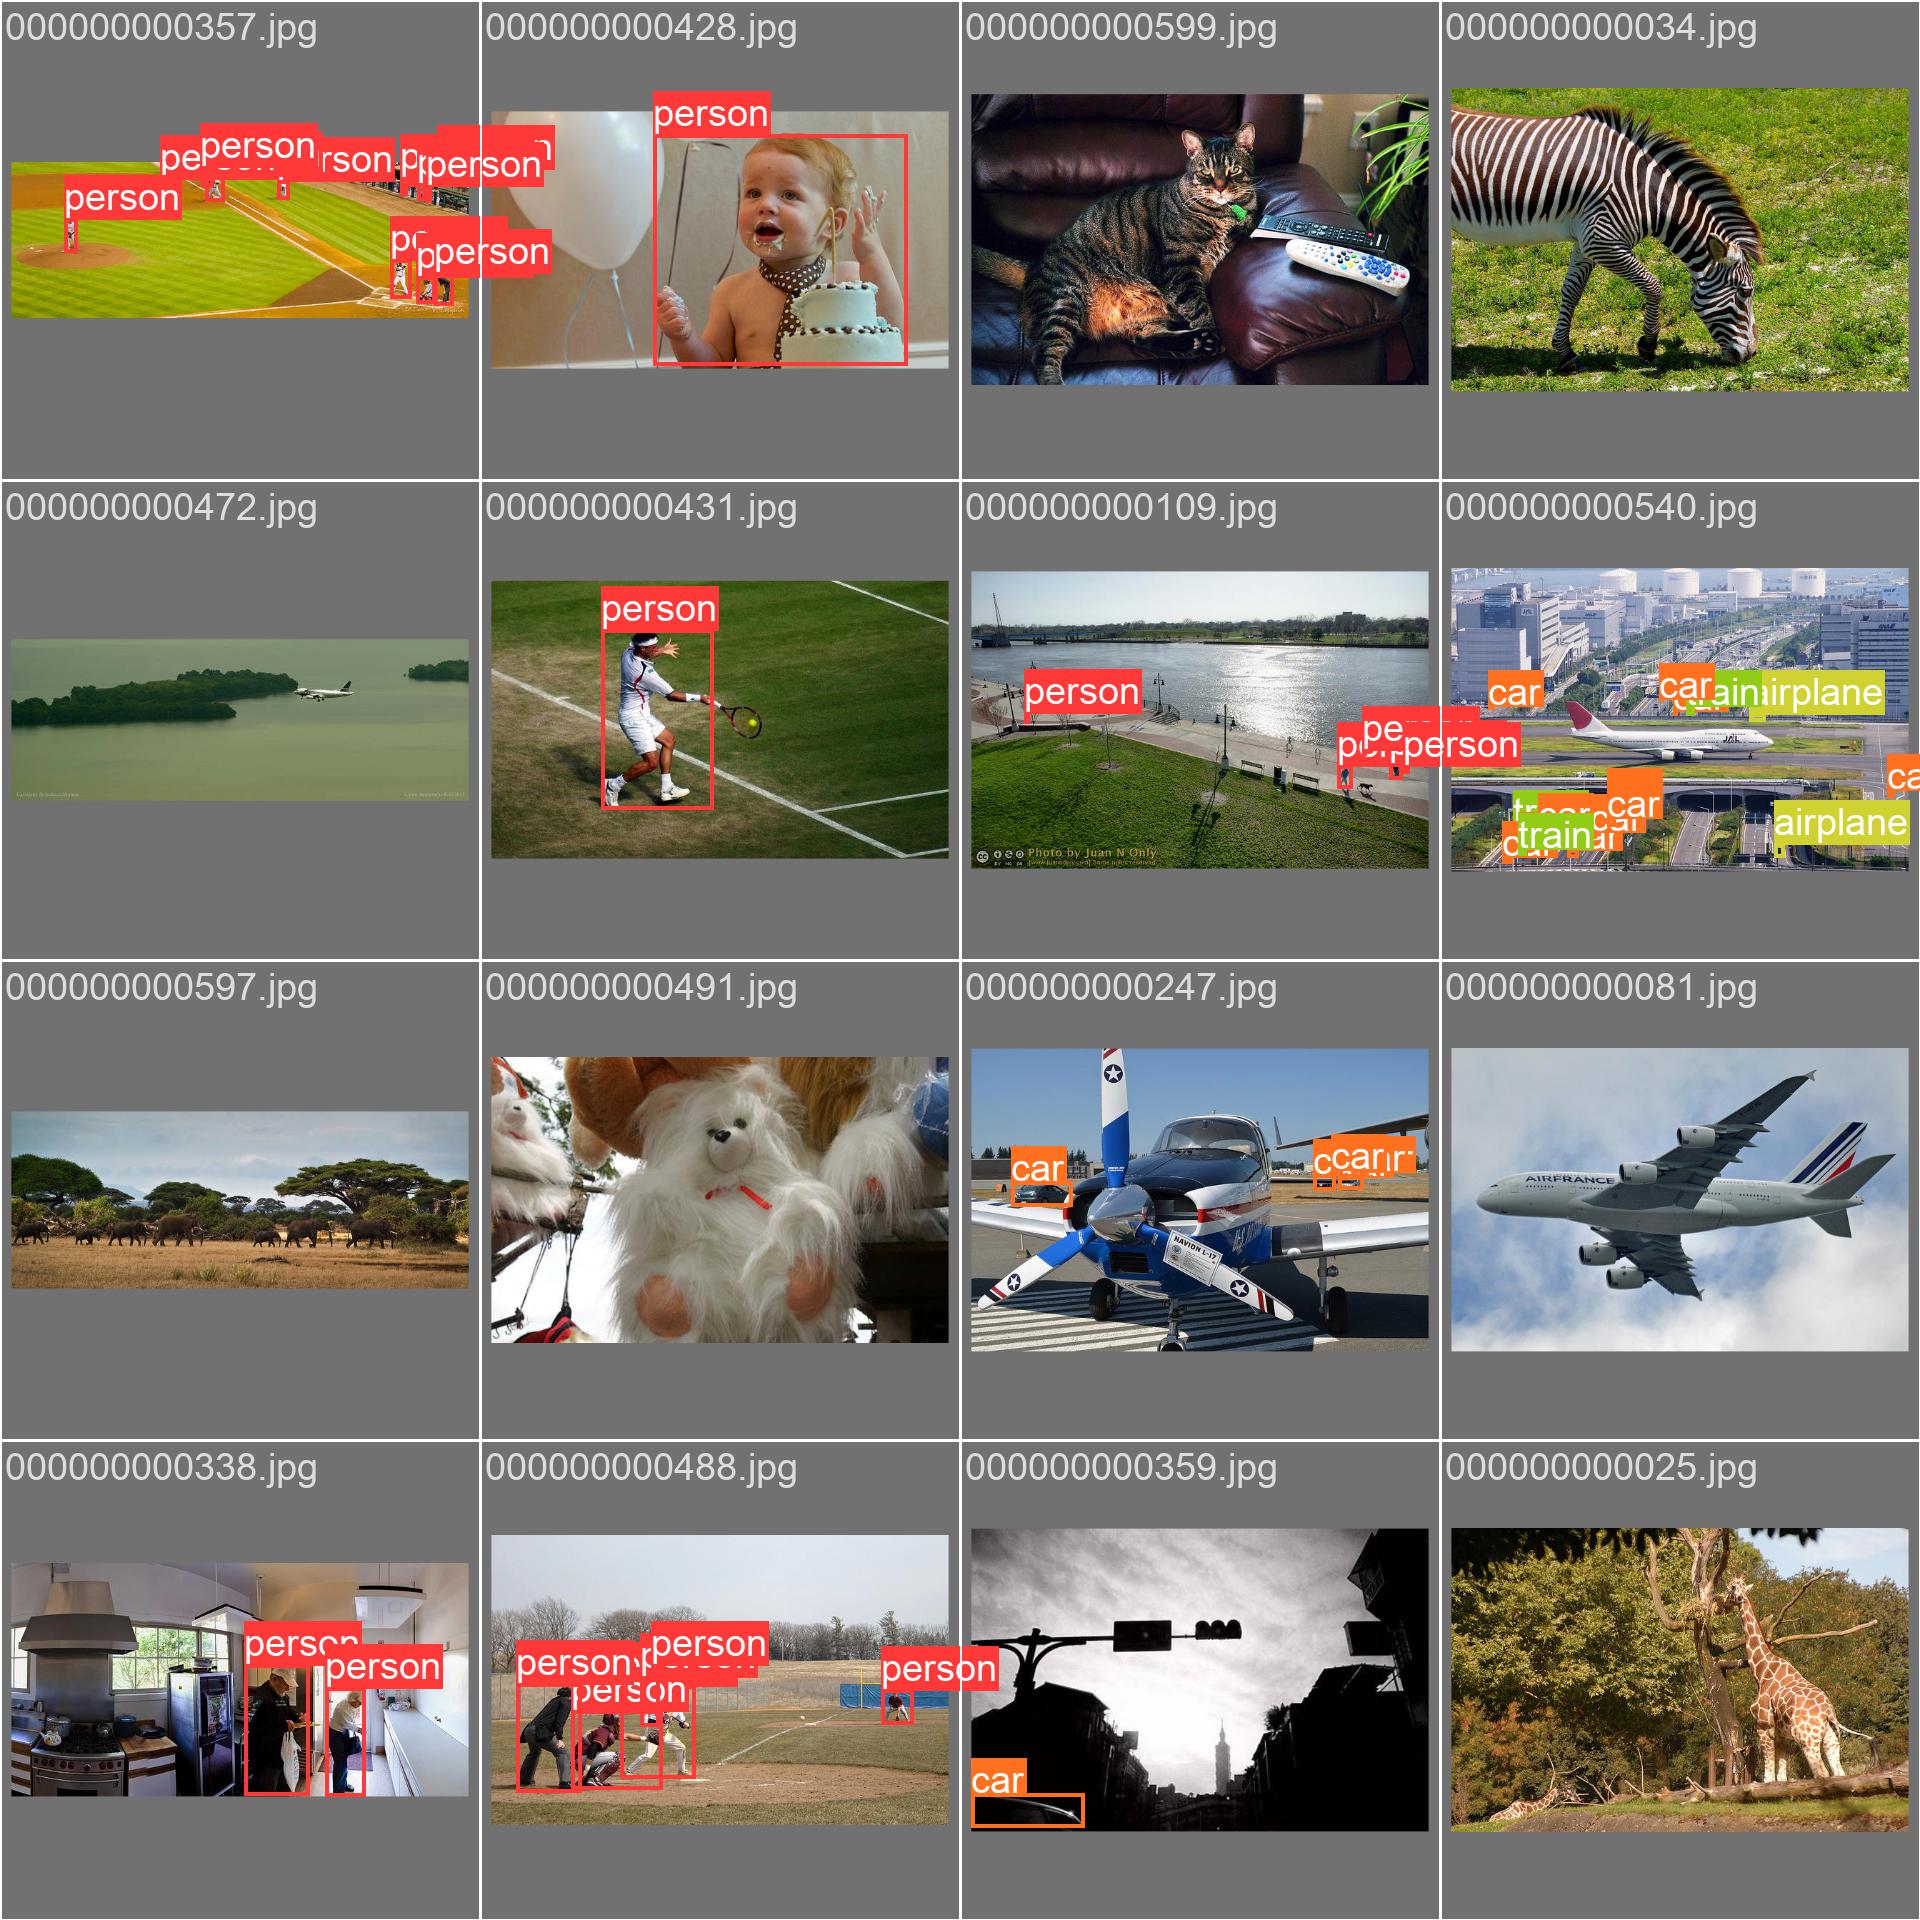 000000000357.jpg
000000000428.jpg
000000000599.jpg
000000000034.jpg
person
person
person
person
person
person
000000000472.jpg
000000000431.jpg
000000000109.jpg
000000000540.jpg
person
person
person
car
car
airplane
car
airplane
train
JAL
Photo by Juan N Only
000000000597.jpg
000000000491.jpg
000000000247.jpg
000000000081.jpg
car
car
NAVION L-17
AIRFRANCE
000000000338.jpg
000000000488.jpg
000000000359.jpg
000000000025.jpg
person
person
person
person
person
person
car